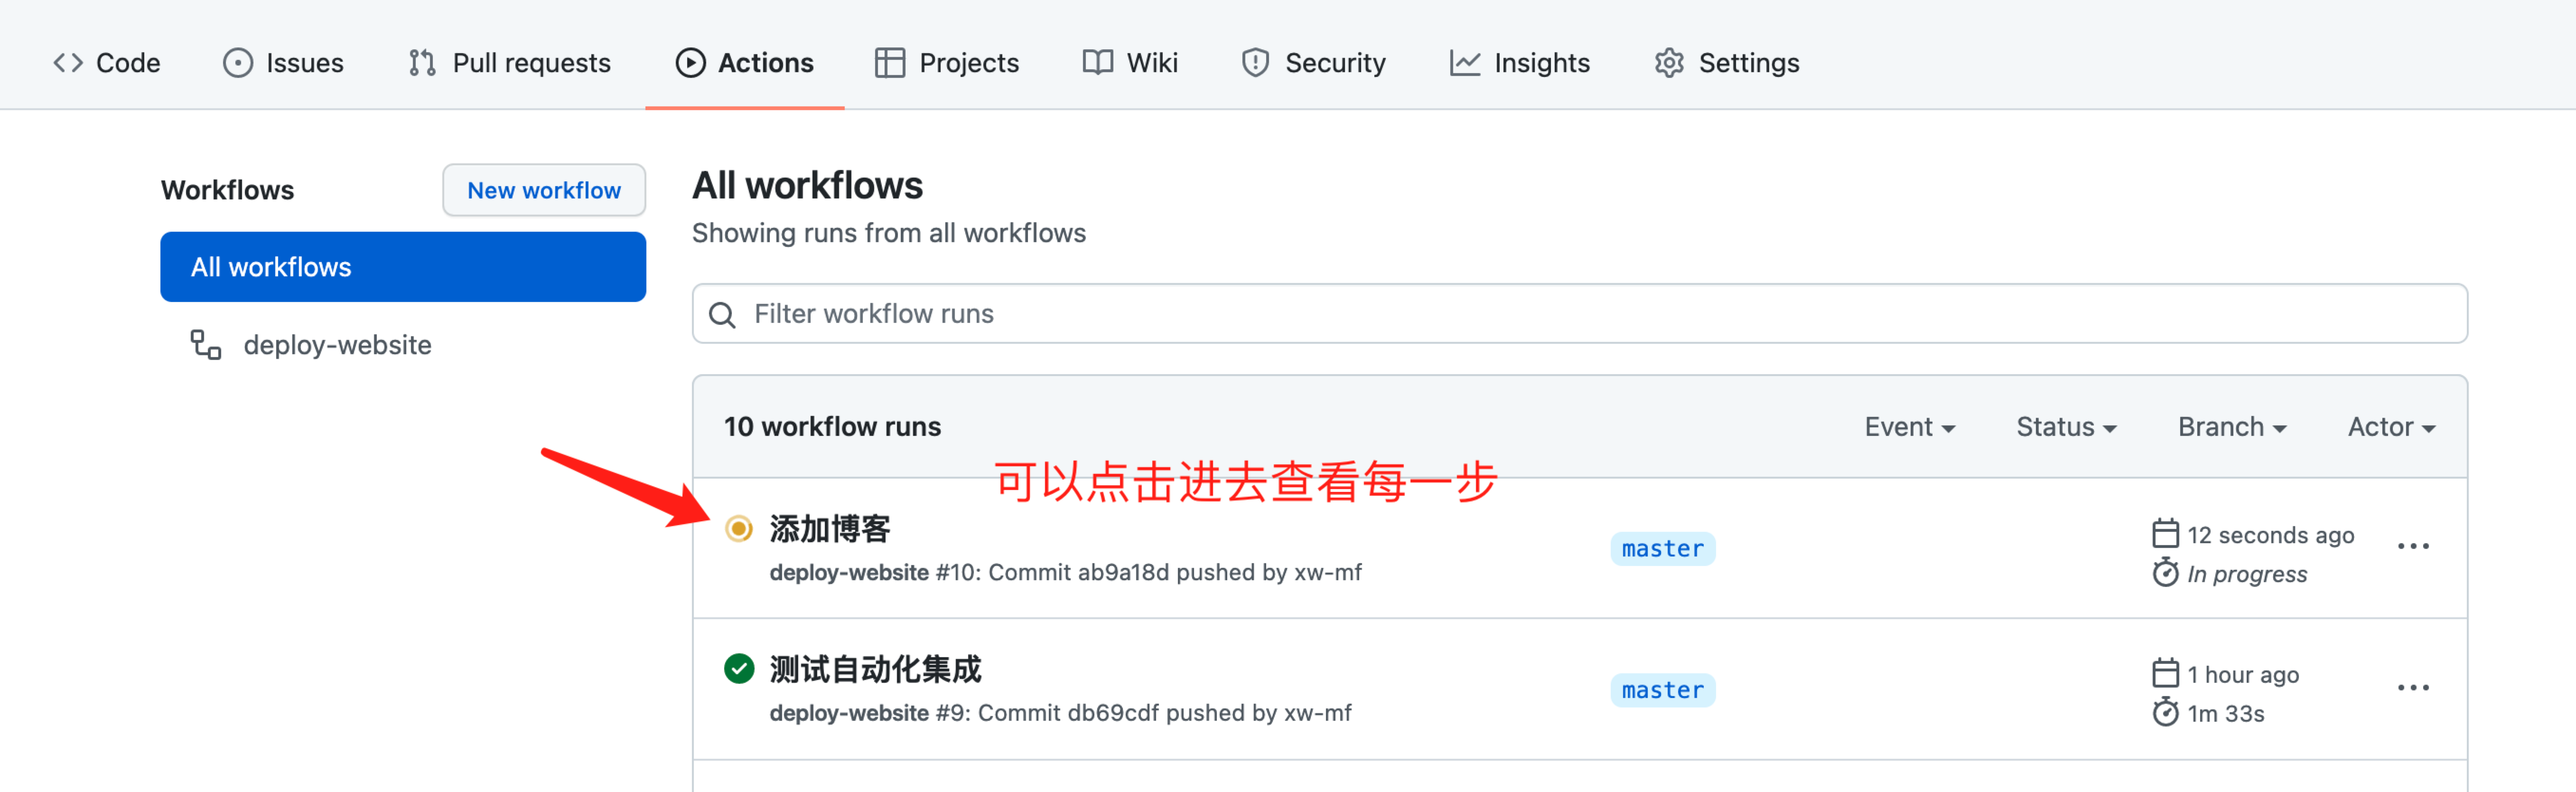 Code Issues Pull requests Actions Projects Wiki Security Insights Settings
Workflows
New workflow
All workflows
deploy-website
All workflows
Showing runs from all workflows
Filter workflow runs
10 workflow runs
Event Status Branch Actor
可以点击进去查看每一步
添加博客
deploy-website #10: Commit ab9a18d pushed by xw-mf
master
12 seconds ago
In progress
测试自动化集成
deploy-website #9: Commit db69cdf pushed by xw-mf
master
1 hour ago
1m 33s